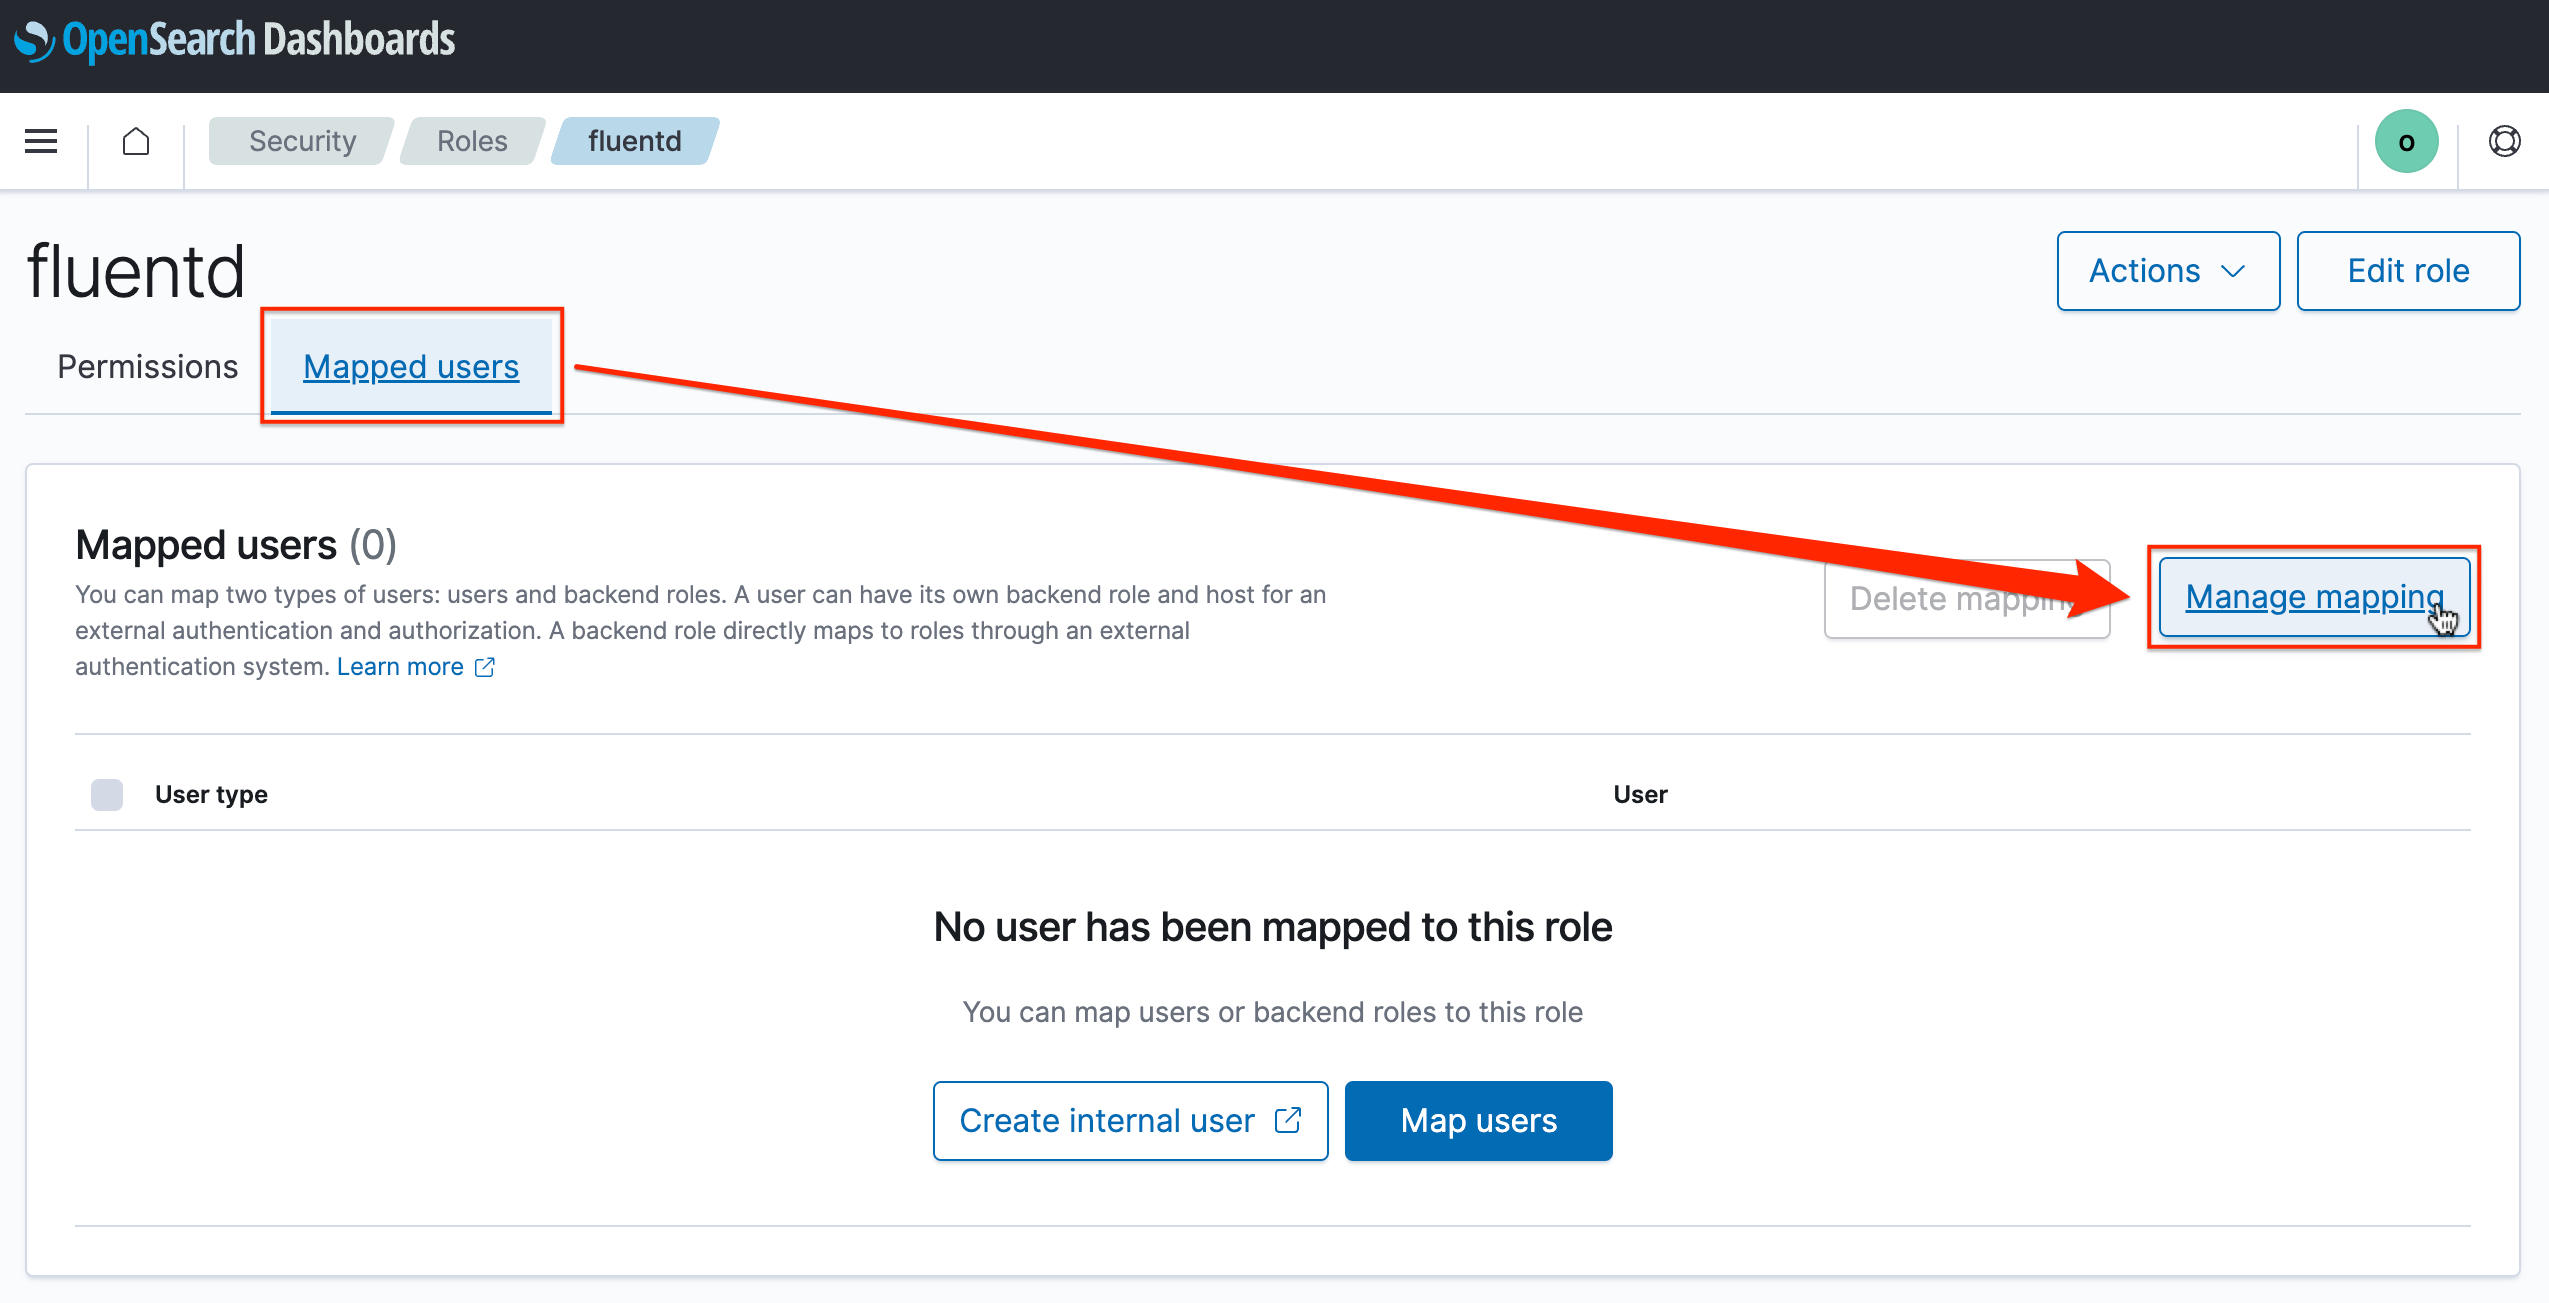 OpenSearch Dashboards
Security Roles fluentd
o
fluentd
Actions Edit role
Permissions Mapped users
Mapped users (0)
You can map two types of users: users and backend roles. A user can have its own backend role and host for an
external authentication and authorization. A backend role directly maps to roles through an external
authentication system. Learn more
Delete mapping Manage mapping
User type User
No user has been mapped to this role
You can map users or backend roles to this role
Create internal user Map users